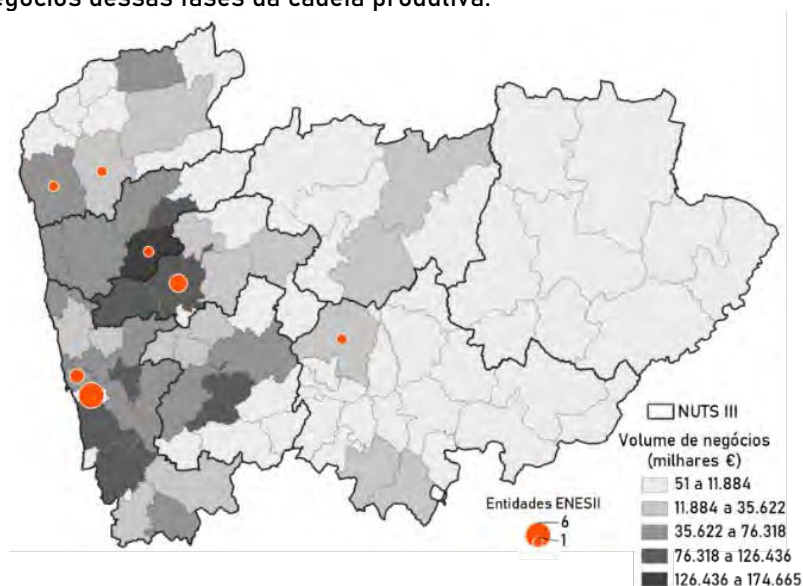 negócios dessas fases da cadeia produtiva.
NUTS III
Volume de negócios
(milhares €)
51 a 11.884
11.884 a 35.622
35.622 a 76.318
76.318 a 126.436
126.436 a 174.665
Entidades ENESII
6
1